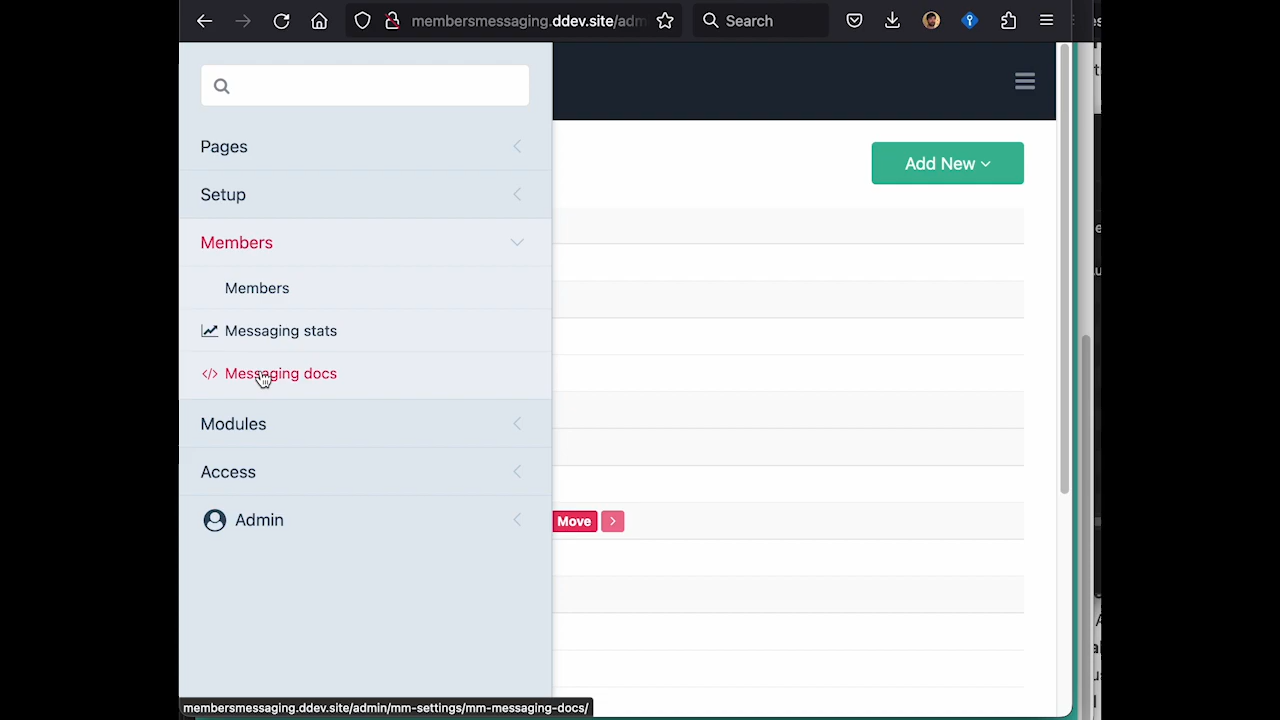 membersmessaging.ddev.site/adm
Search
Pages
Setup
Members
Members
Messaging stats
Messaging docs
Modules
Access
Admin
Add New
Move
membersmessaging.ddev.site/admin/mm-settings/mm-messaging-docs/